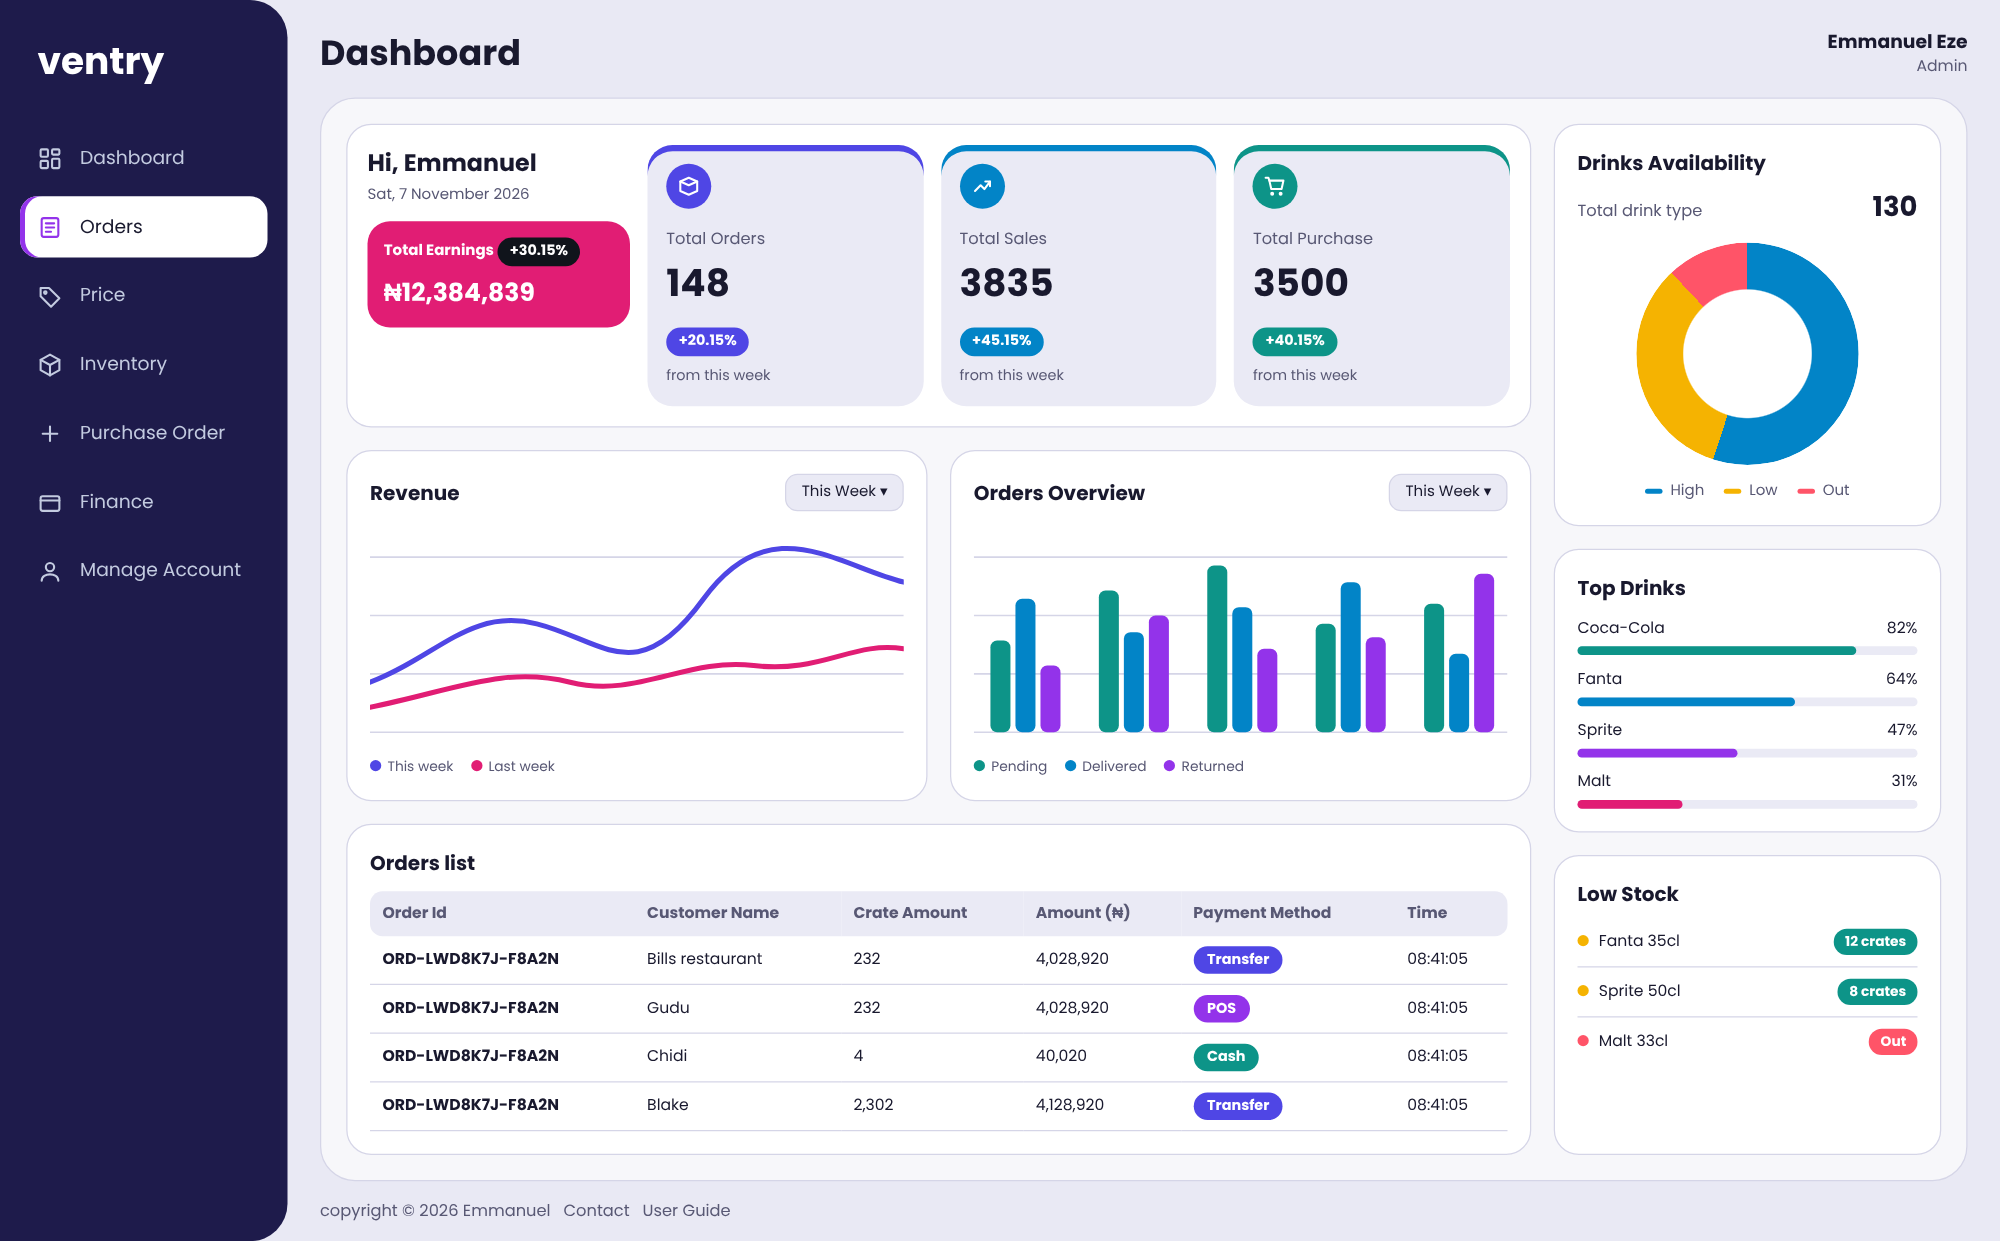 ventry
Dashboard
Orders
Price
Inventory
Purchase Order
Finance
Manage Account
Dashboard
Emmanuel Eze
Admin
Hi, Emmanuel
Sat, 7 November 2026
Total Earnings +30.15%
₦12,384,839
Total Orders
148
+20.15%
from this week
Total Sales
3835
+45.15%
from this week
Total Purchase
3500
+40.15%
from this week
Revenue
This Week ▾
This week Last week
Orders Overview
This Week ▾
Pending Delivered Returned
Orders list
Order Id Customer Name Crate Amount Amount (₦) Payment Method Time
ORD-LWD8K7J-F8A2N Bills restaurant 232 4,028,920 Transfer 08:41:05
ORD-LWD8K7J-F8A2N Gudu 232 4,028,920 POS 08:41:05
ORD-LWD8K7J-F8A2N Chidi 4 40,020 Cash 08:41:05
ORD-LWD8K7J-F8A2N Blake 2,302 4,128,920 Transfer 08:41:05
Drinks Availability
Total drink type 130
High Low Out
Top Drinks
Coca-Cola 82%
Fanta 64%
Sprite 47%
Malt 31%
Low Stock
Fanta 35cl 12 crates
Sprite 50cl 8 crates
Malt 33cl Out
copyright © 2026 Emmanuel Contact User Guide